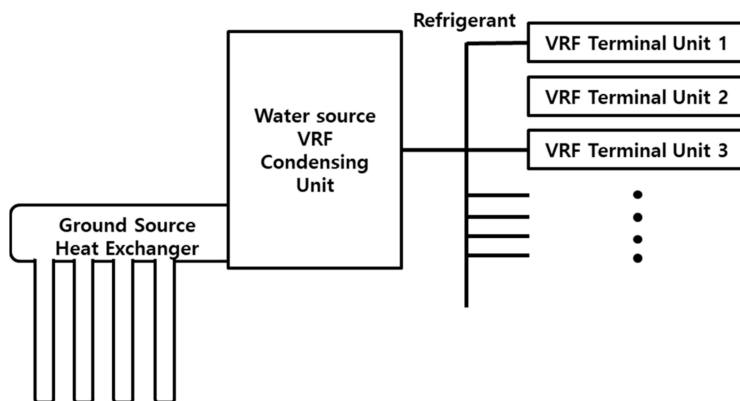 Refrigerant
VRF Terminal Unit 1
VRF Terminal Unit 2
VRF Terminal Unit 3
Water source
VRF
Condensing
Unit
Ground Source
Heat Exchanger